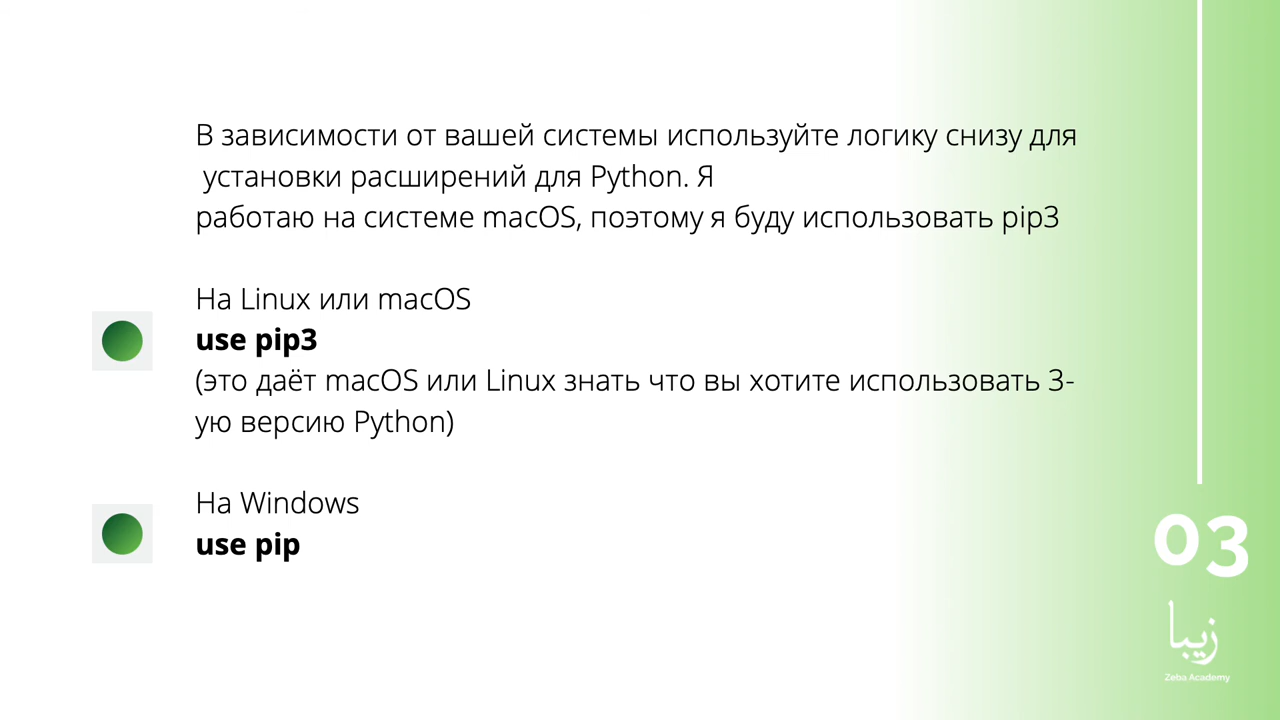 В зависимости от вашей системы используйте логику снизу для
установки расширений для Python. Я
работаю на системе macOS, поэтому я буду использовать pip3
На Linux или macOS
use pip3
(это даёт macOS или Linux знать что вы хотите использовать 3-
ую версию Python)
На Windows
use pip
03
زيبا
Zeba Academy